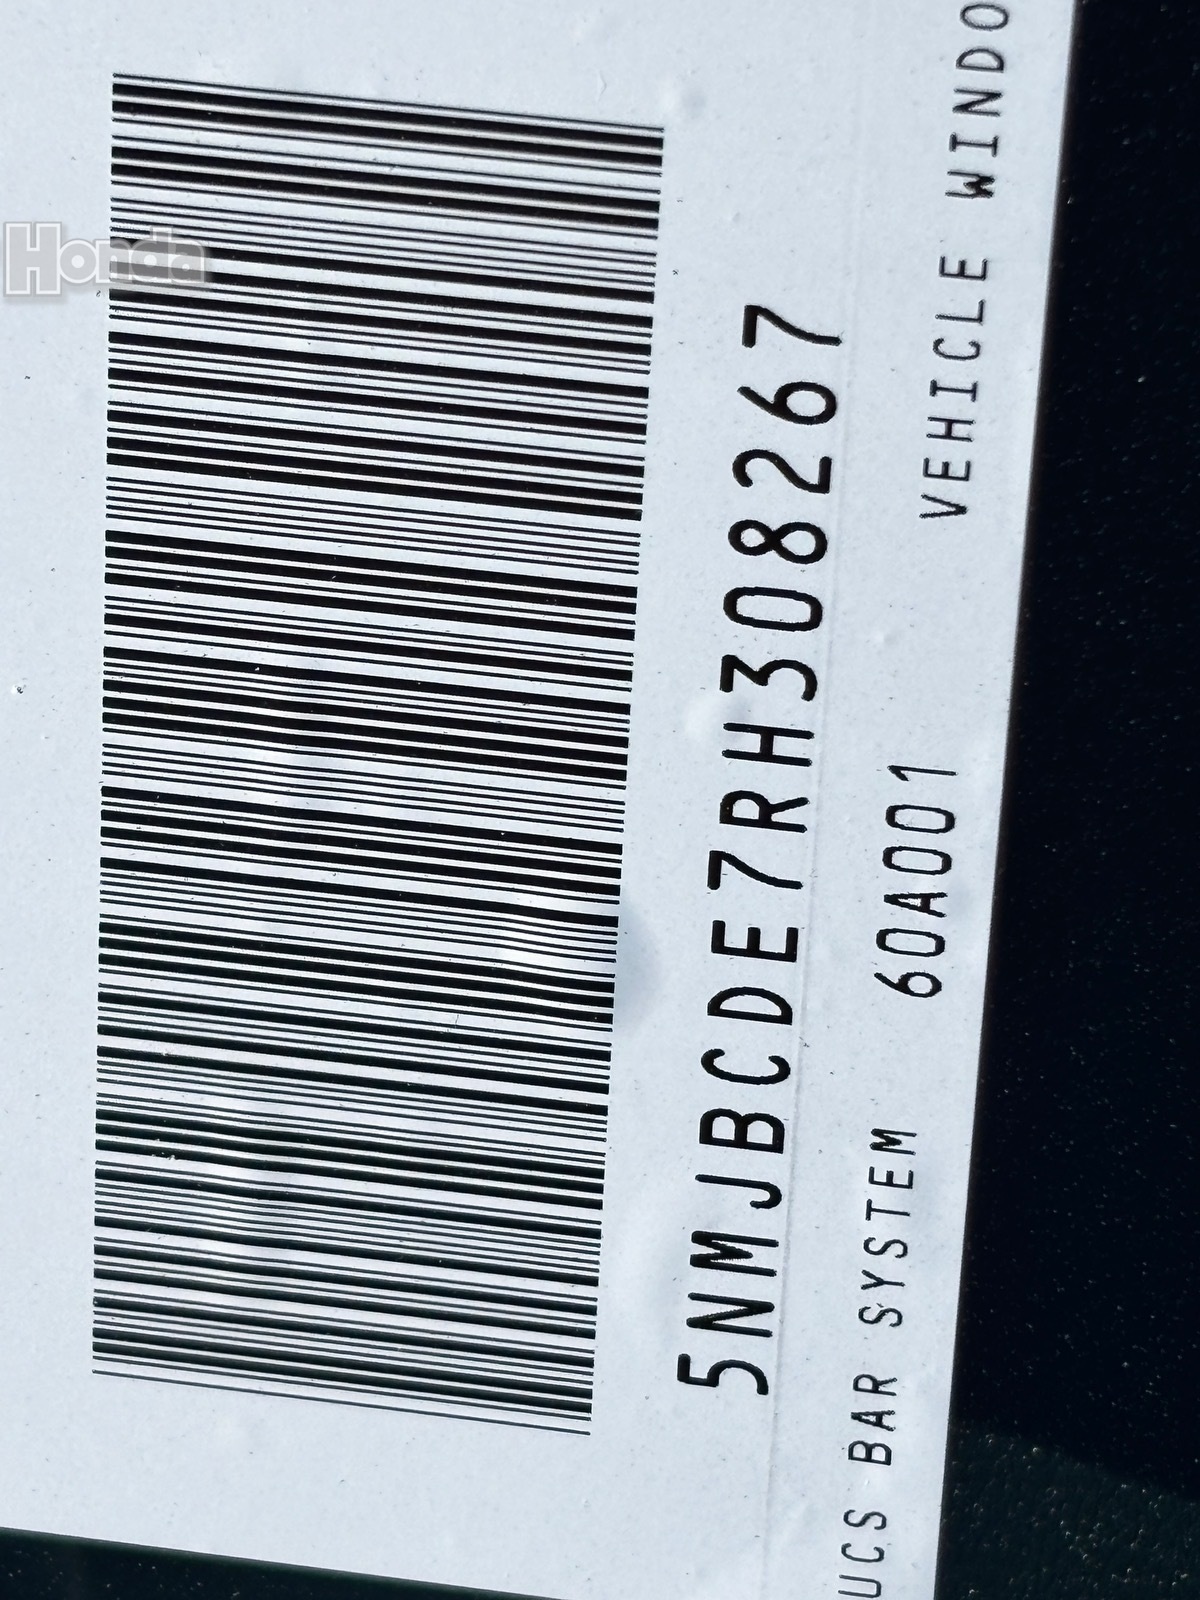 Honda
5NMJBCDE7RH308267
UCS BAR SYSTEM 60A001 VEHICLE WINDO